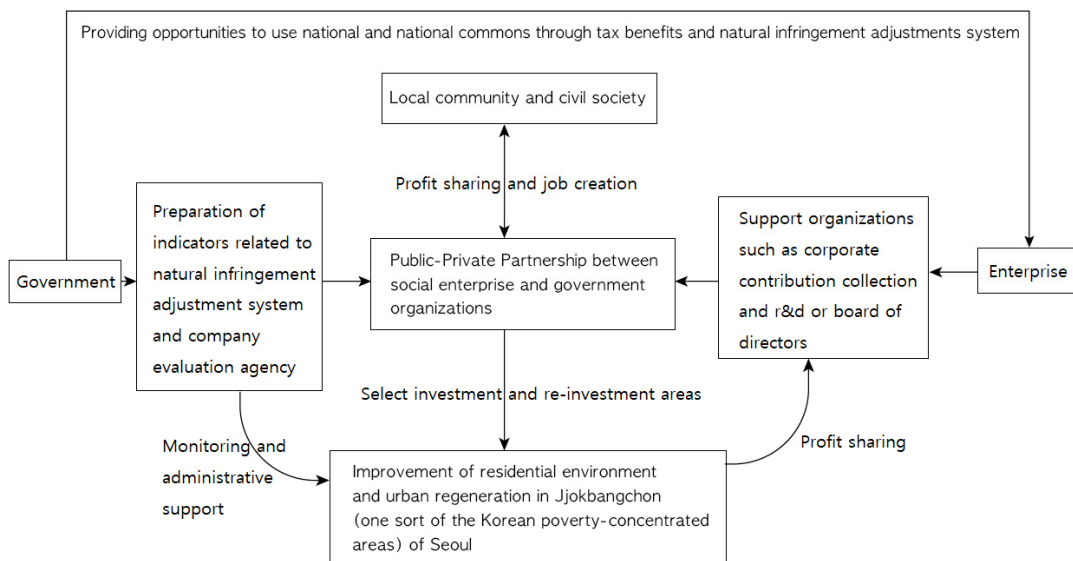 Providing opportunities to use national and national commons through tax benefits and natural infringement adjustments system
Local community and civil society
Profit sharing and job creation
Government
Preparation of
indicators related to
natural infringement
adjustment system
and company
evaluation agency
Public-Private Partnership between
social enterprise and government
organizations
Support organizations
such as corporate
contribution collection
and r&d or board of
directors
Enterprise
Select investment and re-investment areas
Monitoring and
administrative
support
Profit sharing
Improvement of residential environment
and urban regeneration in Jjokbangchon
(one sort of the Korean poverty-concentrated
areas) of Seoul